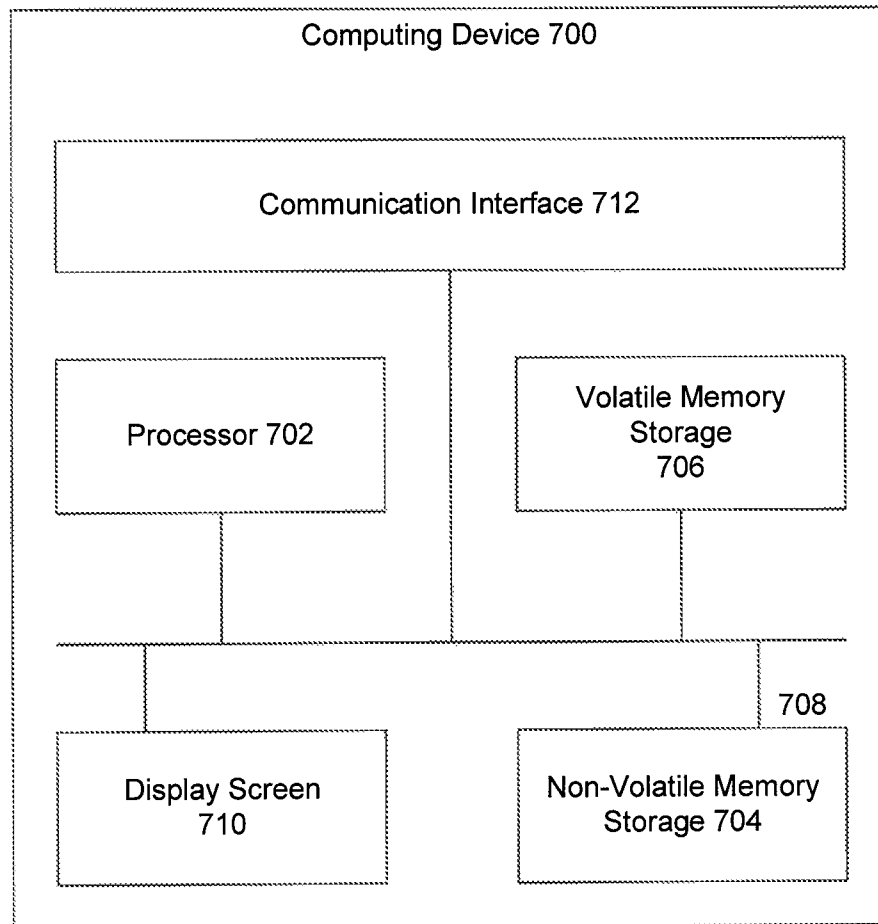 Computing Device 700
Communication Interface 712
Processor 702
Volatile Memory
Storage
706
708
Display Screen
710
Non-Volatile Memory
Storage 704